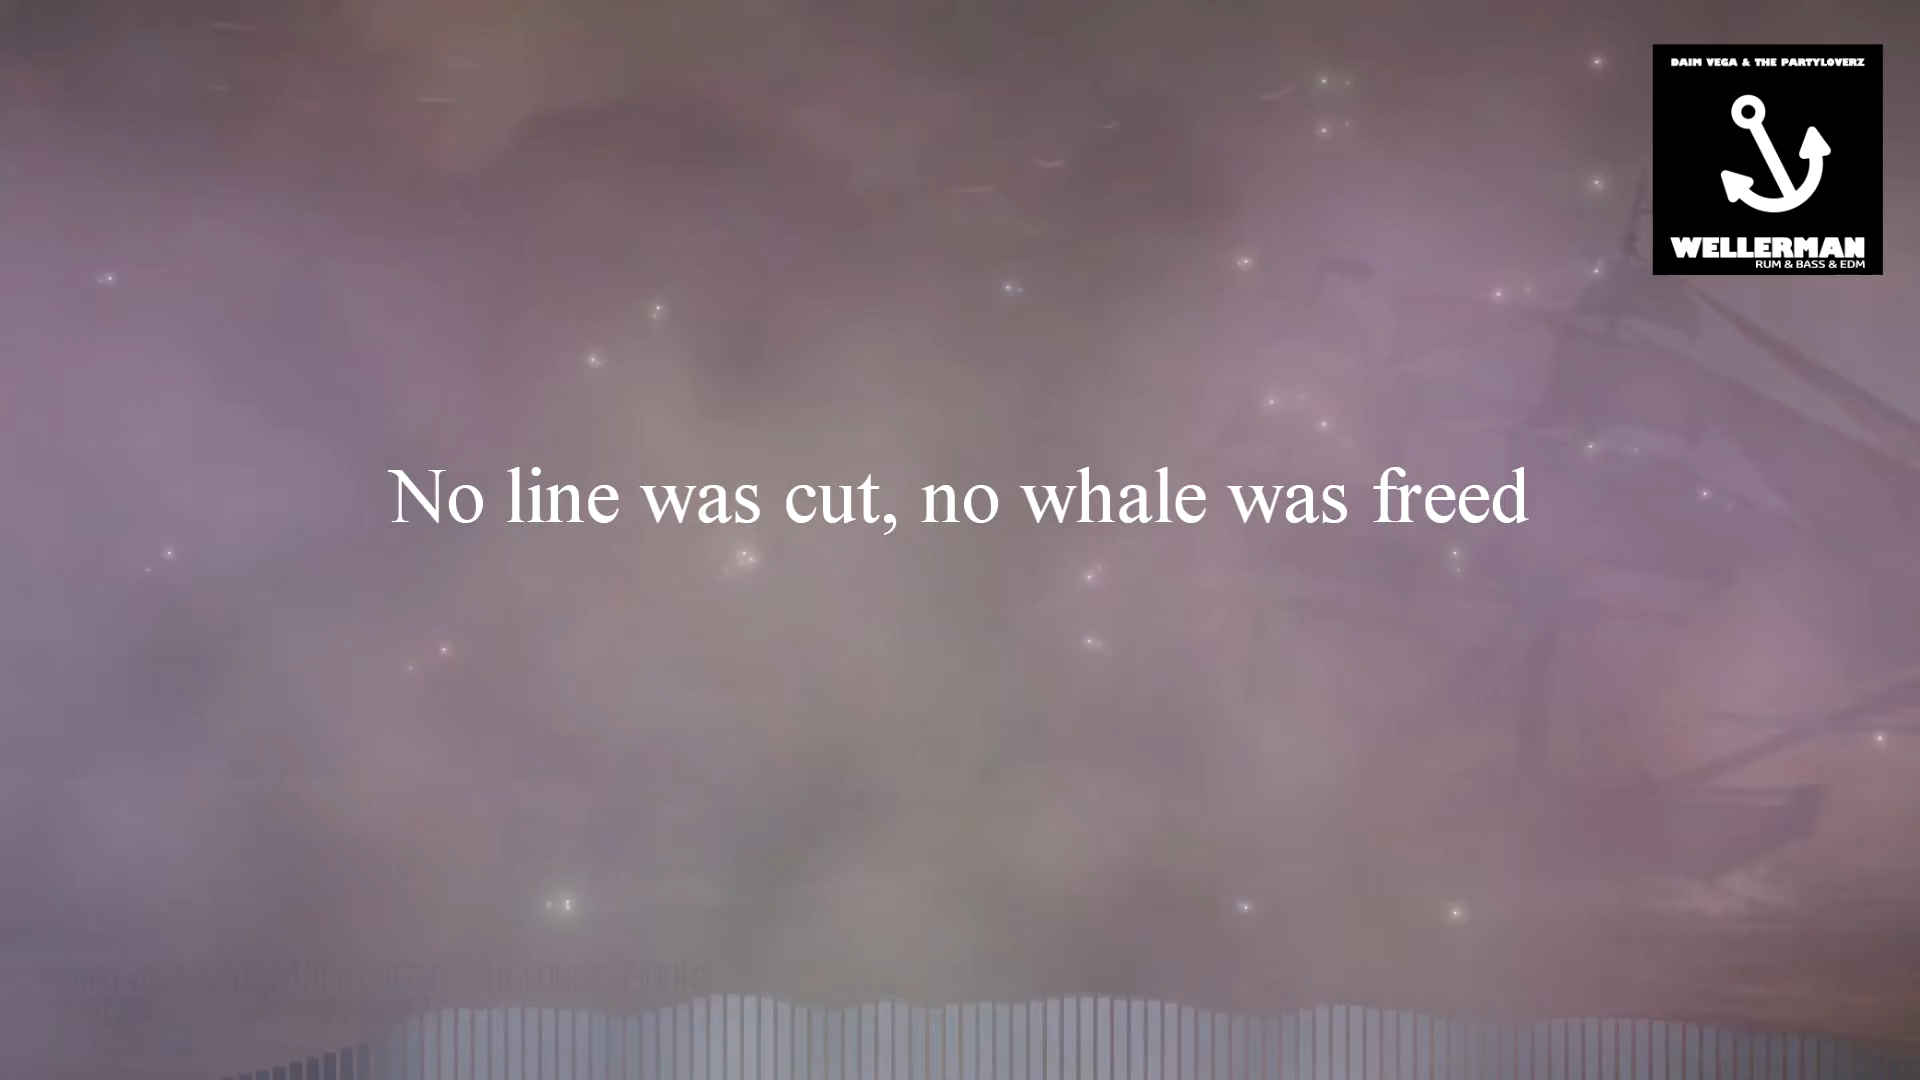 DAIM VEGA & THE PARTYLOVERZ
WELLERMAN
RUM & BASS & EDM
No line was cut, no whale was freed